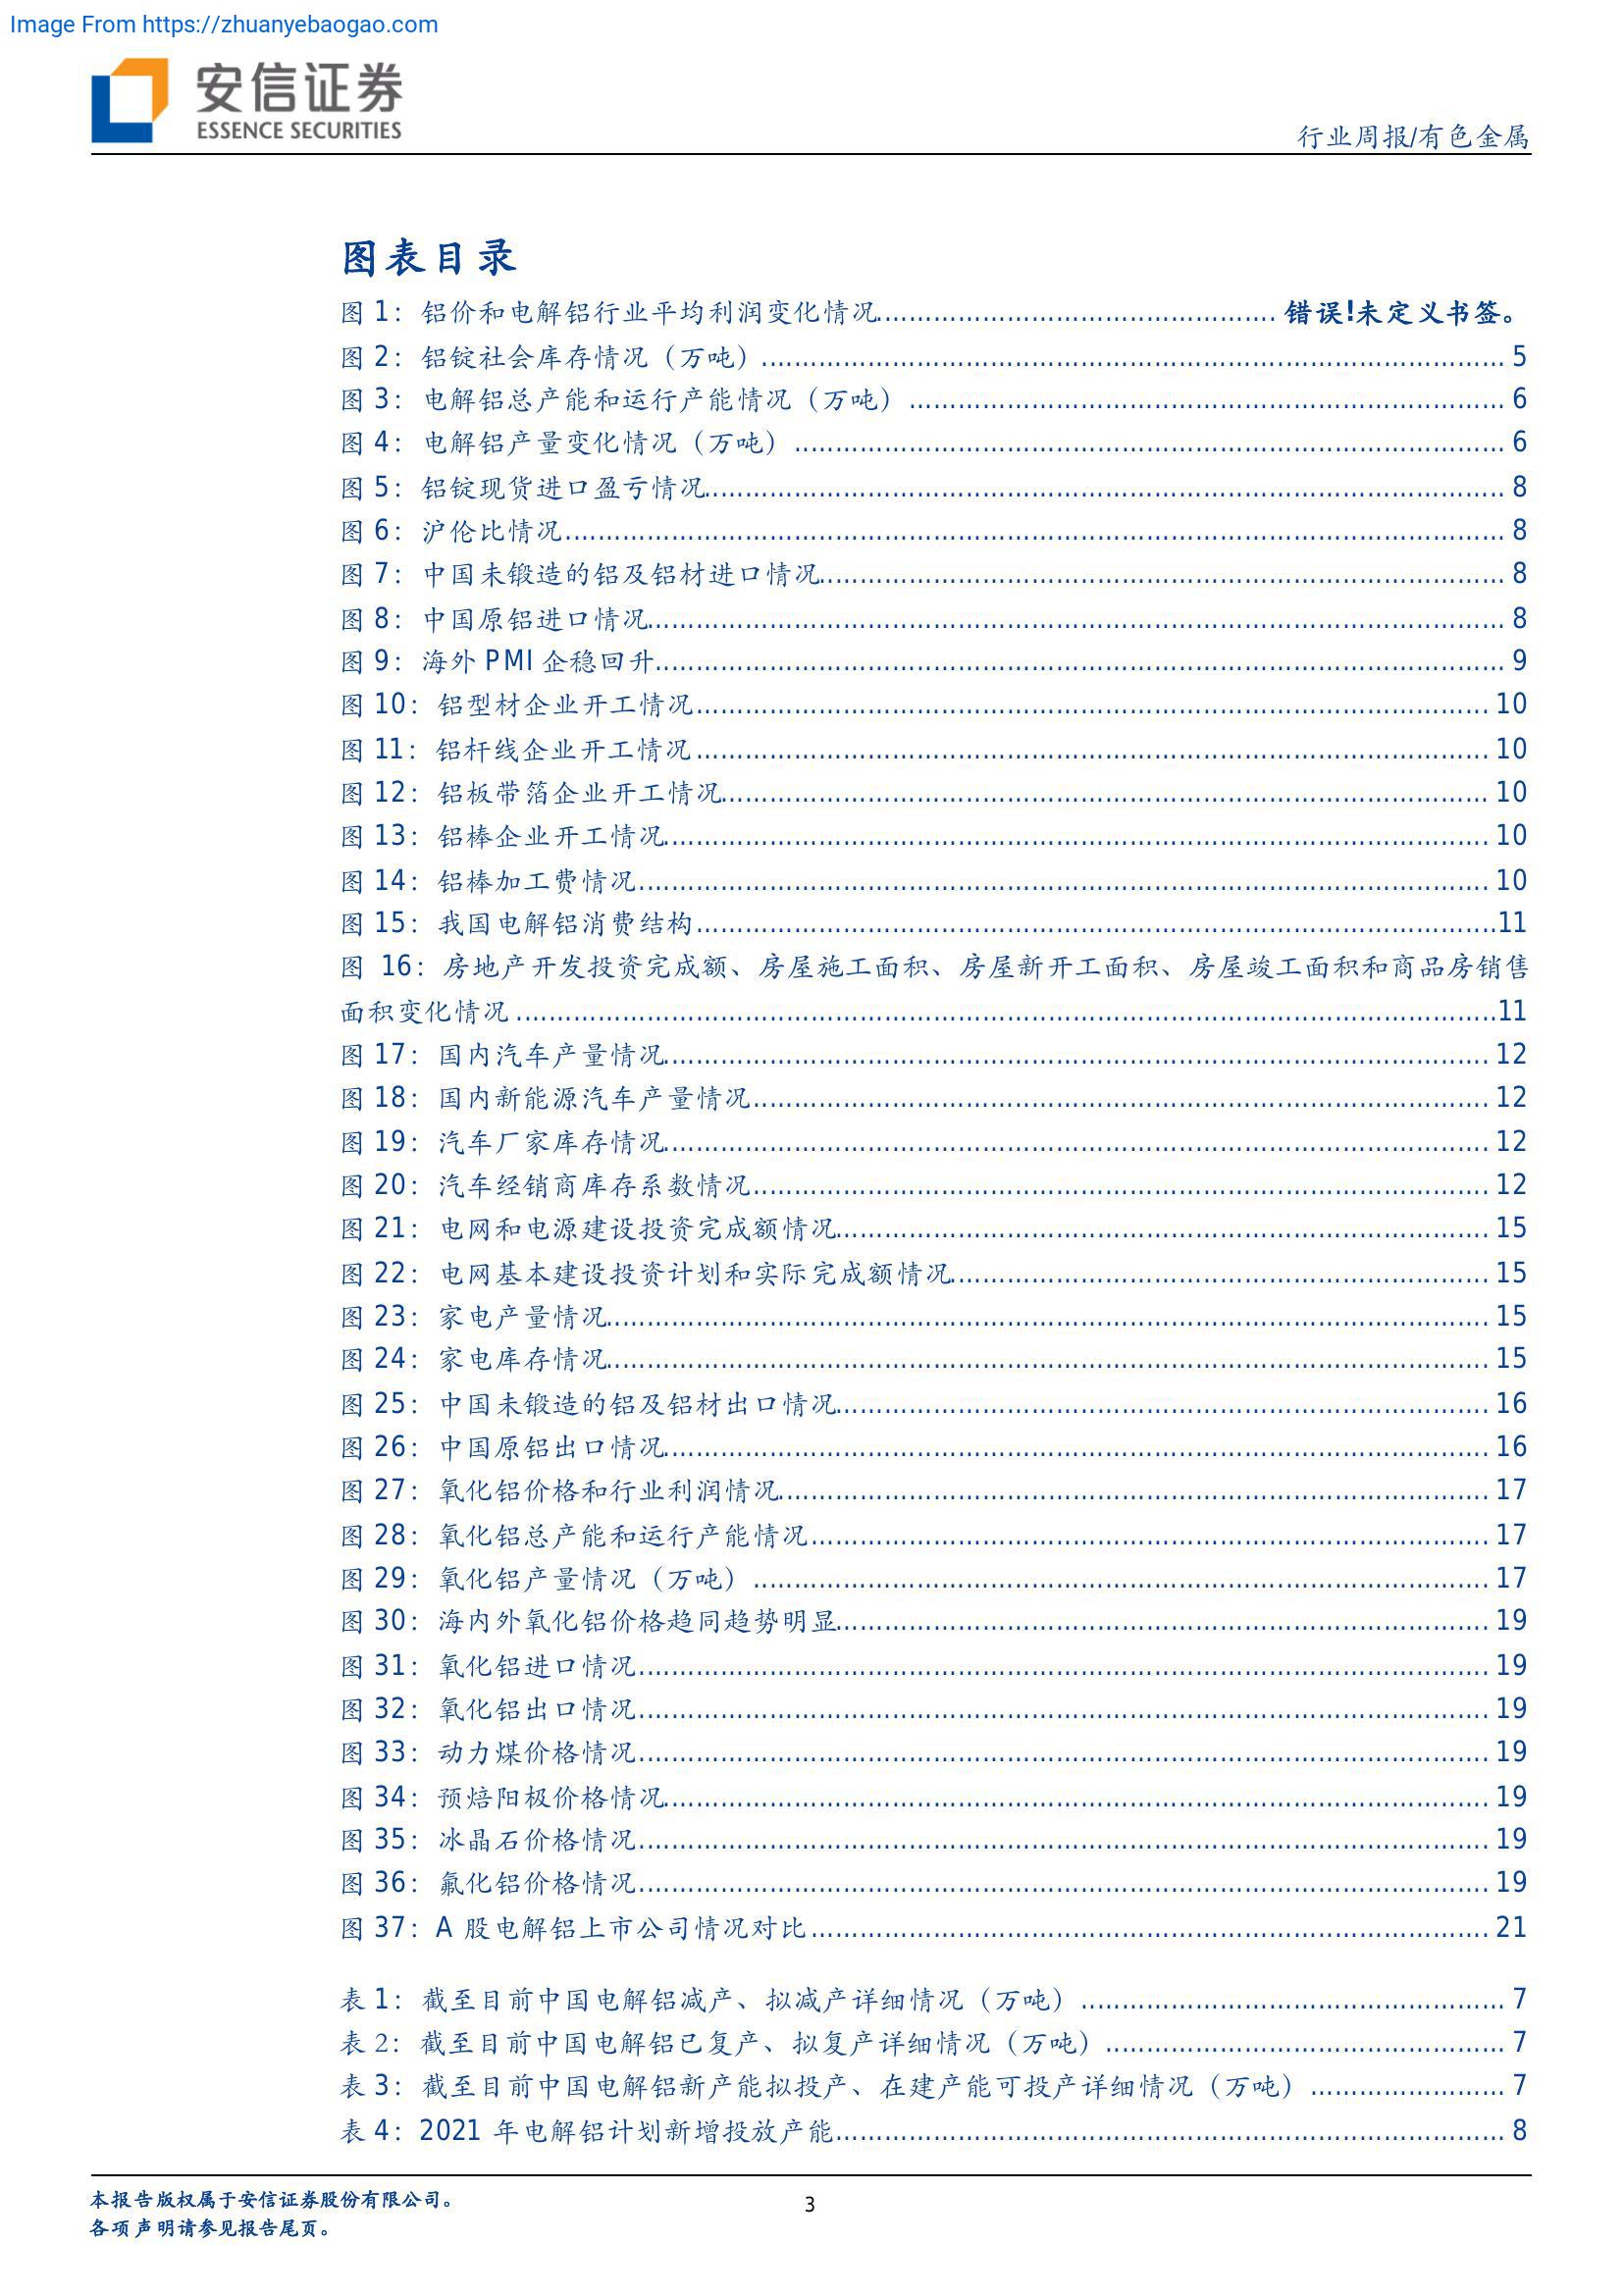 Image From https://zhuanyebaogao.com
安信证券
ESSENCE SECURITIES
行业周报/有色金属
图表目录
图 1：铝价和电解铝行业平均利润变化情况................................................错误!未定义书签。
图 2：铝锭社会库存情况（万吨）................................................5
图 3：电解铝总产能和运行产能情况（万吨）................................................6
图 4：电解铝产量变化情况（万吨）................................................6
图 5：铝锭现货进口盈亏情况................................................8
图 6：沪伦比情况................................................8
图 7：中国未锻造的铝及铝材进口情况................................................8
图 8：中国原铝进口情况................................................8
图 9：海外 PMI 企稳回升................................................9
图 10：铝型材企业开工情况................................................10
图 11：铝杆线企业开工情况................................................10
图 12：铝板带箔企业开工情况................................................10
图 13：铝棒企业开工情况................................................10
图 14：铝棒加工费情况................................................10
图 15：我国电解铝消费结构................................................11
图 16：房地产开发投资完成额、房屋施工面积、房屋新开工面积、房屋竣工面积和商品房销售
面积变化情况................................................11
图 17：国内汽车产量情况................................................12
图 18：国内新能源汽车产量情况................................................12
图 19：汽车厂家库存情况................................................12
图 20：汽车经销商库存系数情况................................................12
图 21：电网和电源建设投资完成额情况................................................15
图 22：电网基本建设投资计划和实际完成额情况................................................15
图 23：家电产量情况................................................15
图 24：家电库存情况................................................15
图 25：中国未锻造的铝及铝材出口情况................................................16
图 26：中国原铝出口情况................................................16
图 27：氧化铝价格和行业利润情况................................................17
图 28：氧化铝总产能和运行产能情况................................................17
图 29：氧化铝产量情况（万吨）................................................17
图 30：海内外氧化铝价格趋同趋势明显................................................19
图 31：氧化铝进口情况................................................19
图 32：氧化铝出口情况................................................19
图 33：动力煤价格情况................................................19
图 34：预焙阳极价格情况................................................19
图 35：冰晶石价格情况................................................19
图 36：氟化铝价格情况................................................19
图 37：A 股电解铝上市公司情况对比................................................21
表 1：截至目前中国电解铝减产、拟减产详细情况（万吨）................................................7
表 2：截至目前中国电解铝已复产、拟复产详细情况（万吨）................................................7
表 3：截至目前中国电解铝新产能拟投产、在建产能可投产详细情况（万吨）........................7
表 4：2021 年电解铝计划新增投放产能................................................8
本报告版权属于安信证券股份有限公司。
3
各项声明请参见报告尾页。